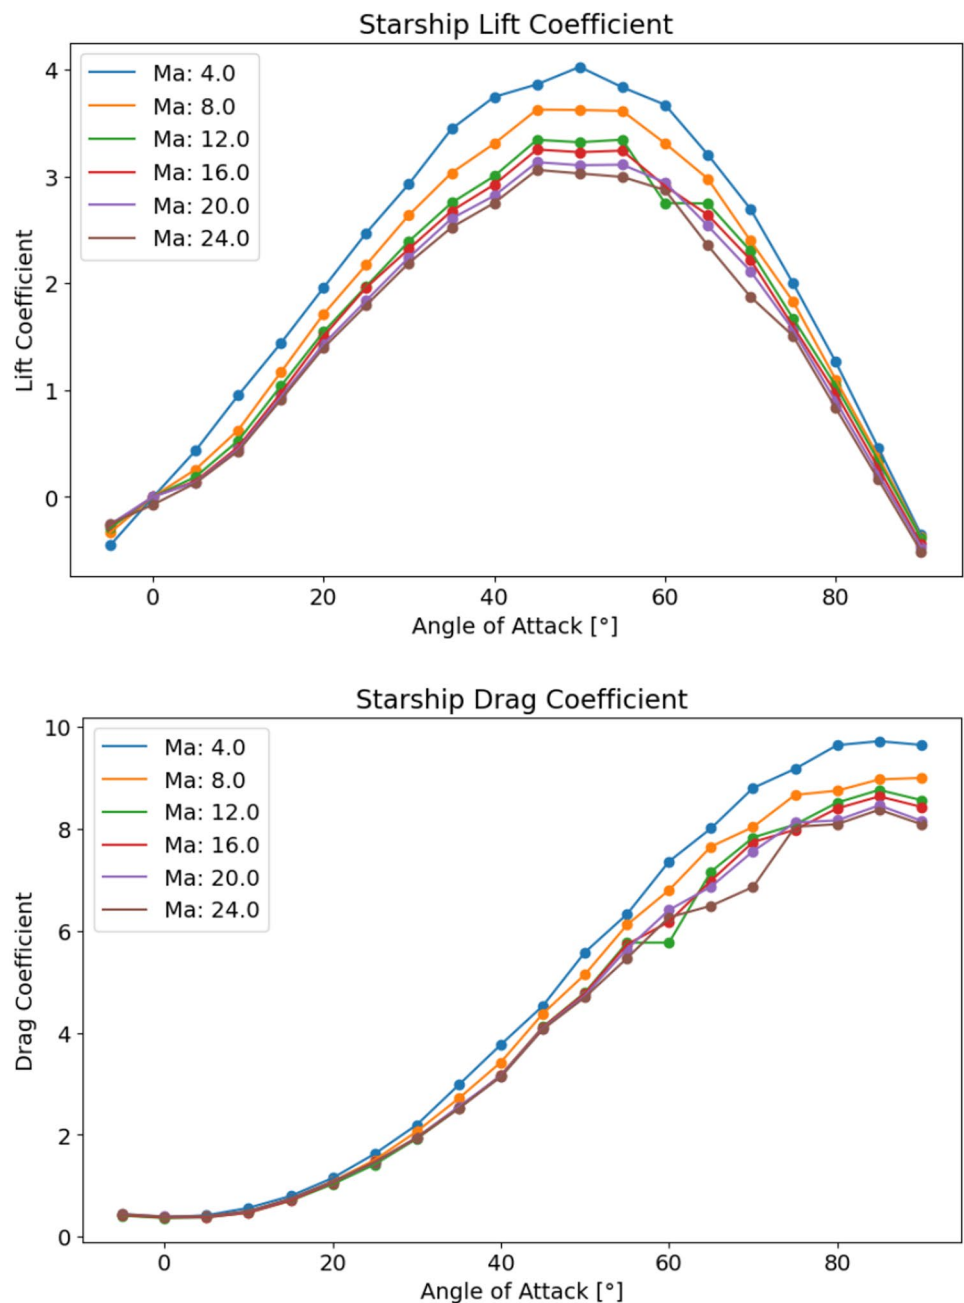 Starship Lift Coefficient
Ma: 4.0
Ma: 8.0
Ma: 12.0
Ma: 16.0
Ma: 20.0
Ma: 24.0
4
3
2
1
0
Lift Coefficient
0 20 40 60 80
Angle of Attack [°]
Starship Drag Coefficient
Ma: 4.0
Ma: 8.0
Ma: 12.0
Ma: 16.0
Ma: 20.0
Ma: 24.0
10
8
6
4
2
0
Drag Coefficient
0 20 40 60 80
Angle of Attack [°]